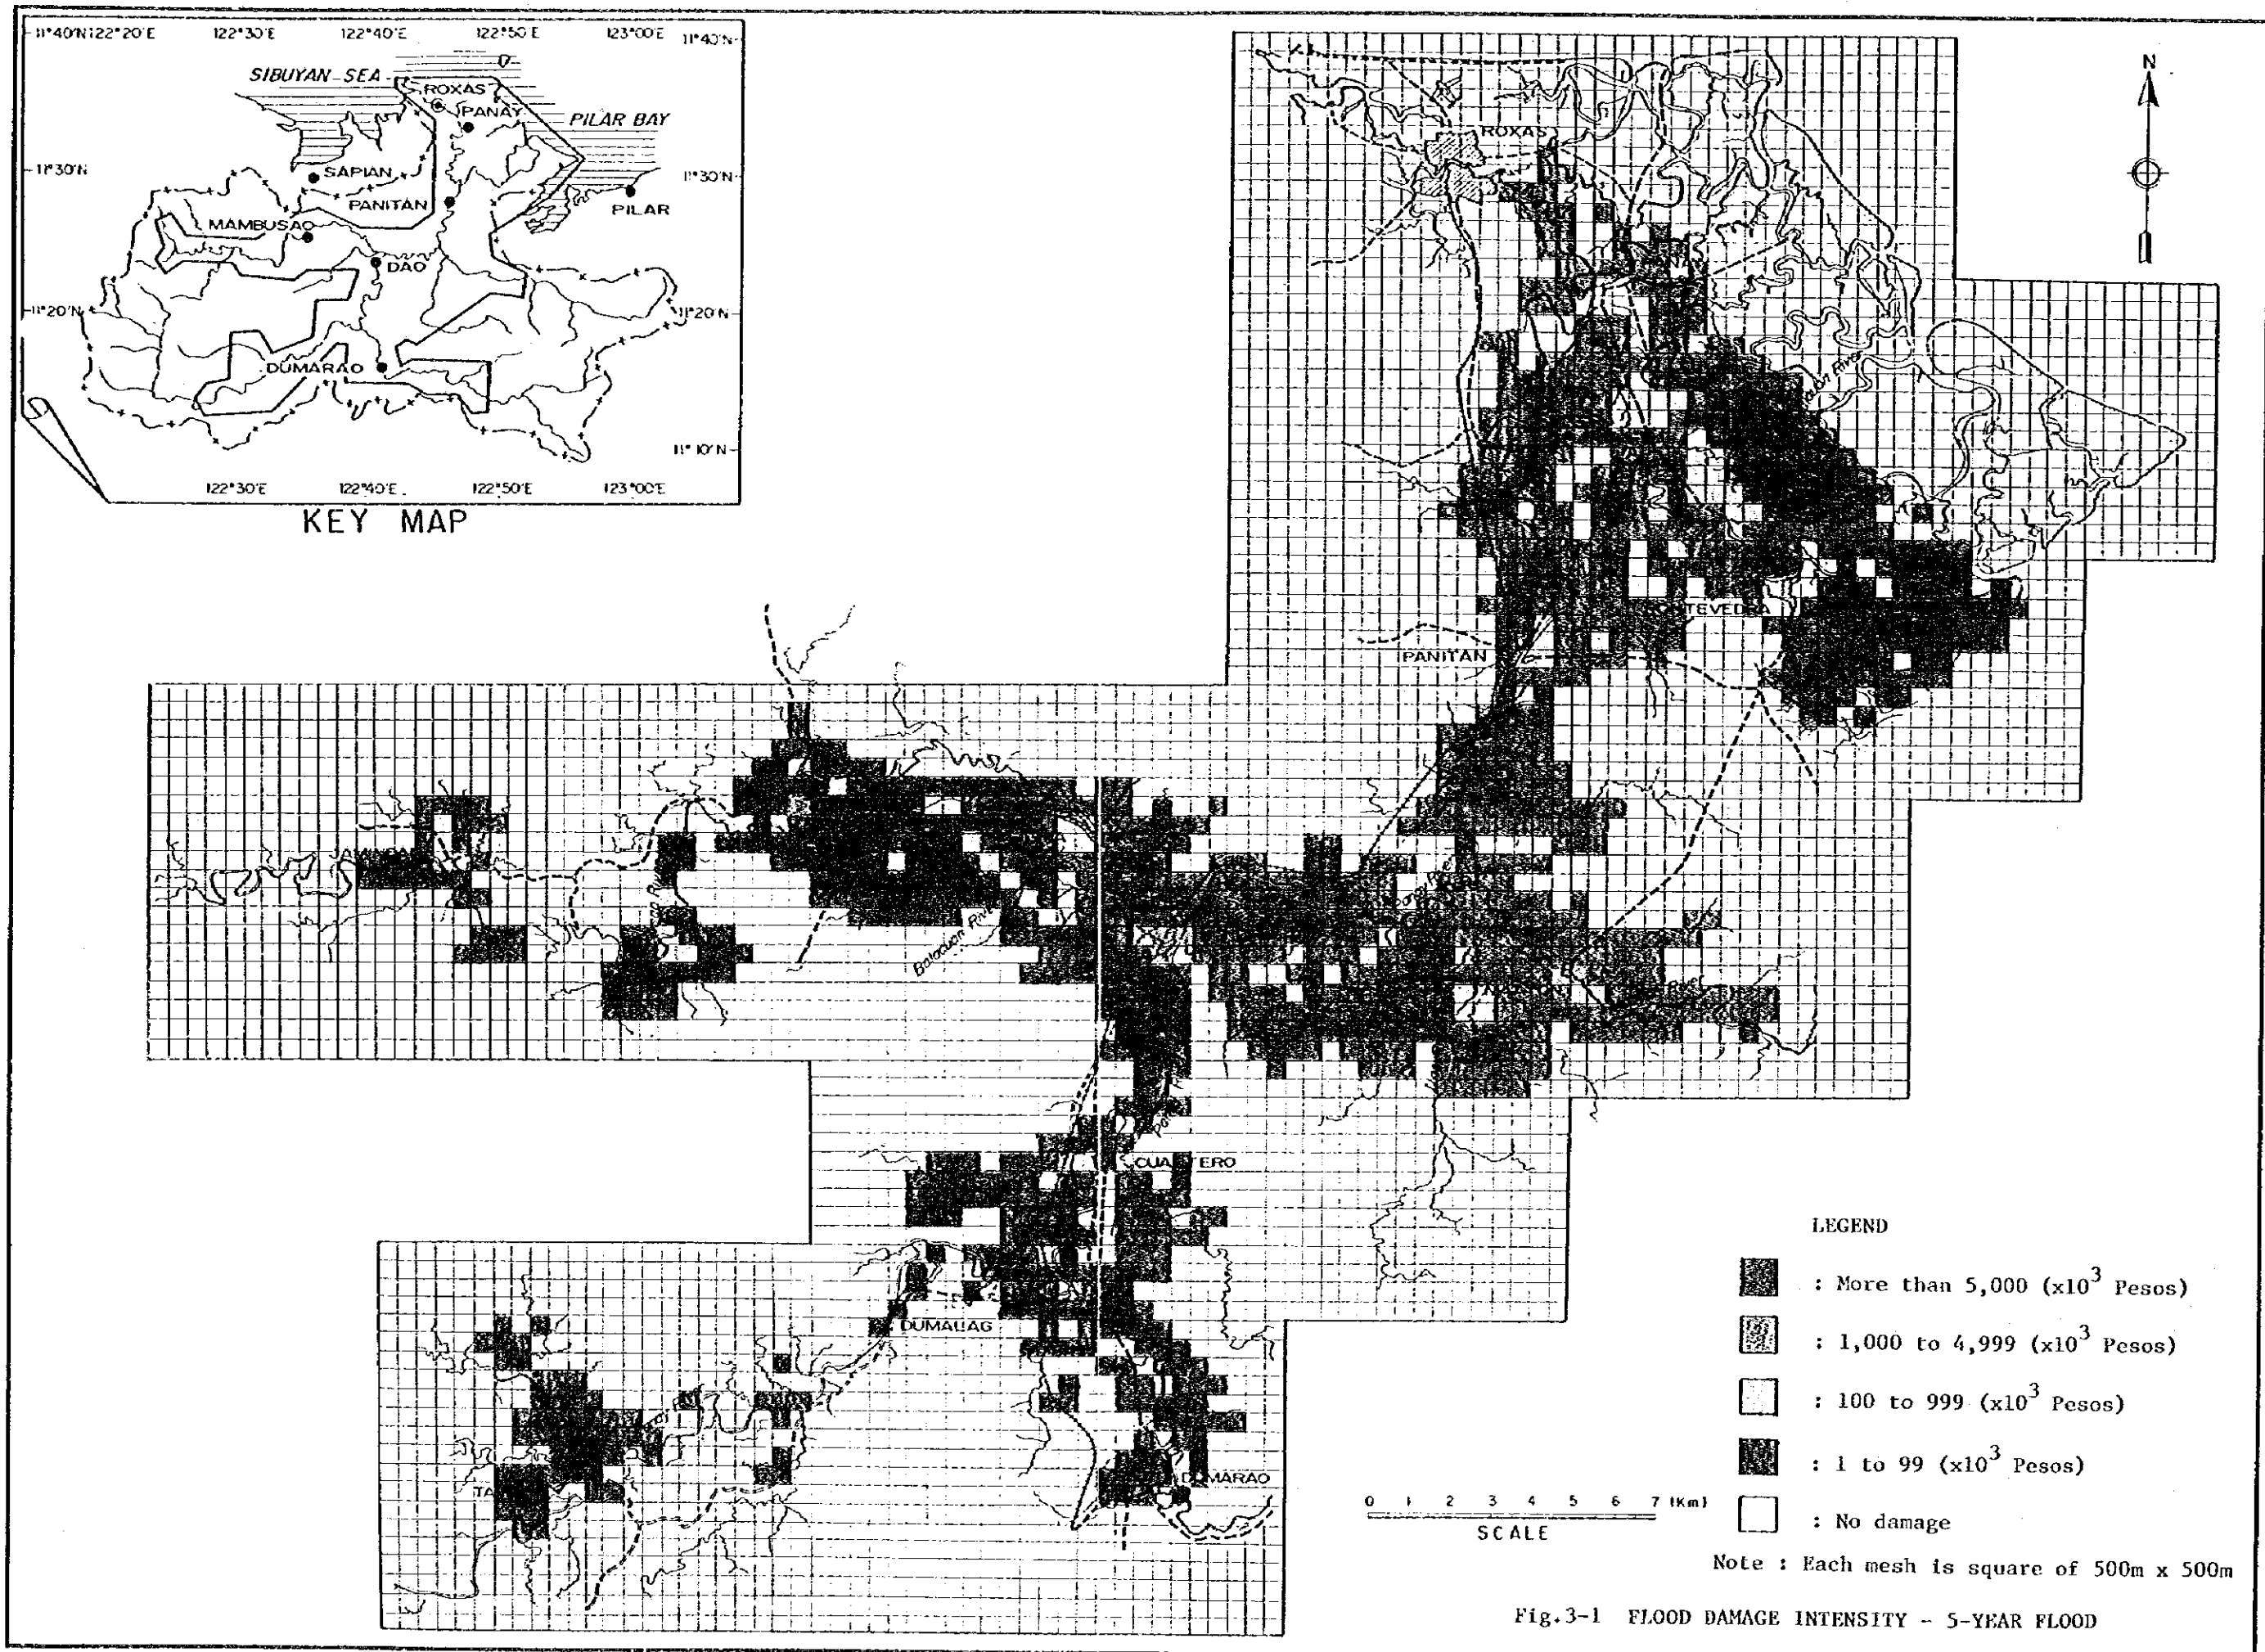 11°40'N 122°20'E 122°30'E 122°40'E 122°50'E 123°00'E 11°40'N
SIBUYAN SEA
ROXAS
PANAY
PILAR BAY
11°30'N
SAPIAN
11°30'N
PANITAN
PILAR
MAMBUSAO
DAO
11°20'N
11°20'N
DUMARAO
11°10'N
122°30'E 122°40'E 122°50'E 123°00'E
KEY MAP
N
ROXAS
PANITAN
Badbaran River
CUARTERO
DUMALAG
DUMARAO
LEGEND
: More than 5,000 (x10³ Pesos)
: 1,000 to 4,999 (x10³ Pesos)
: 100 to 999 (x10³ Pesos)
: 1 to 99 (x10³ Pesos)
: No damage
0 1 2 3 4 5 6 7 (Km)
SCALE
Note : Each mesh is square of 500m x 500m
Fig.3-1 FLOOD DAMAGE INTENSITY - 5-YEAR FLOOD